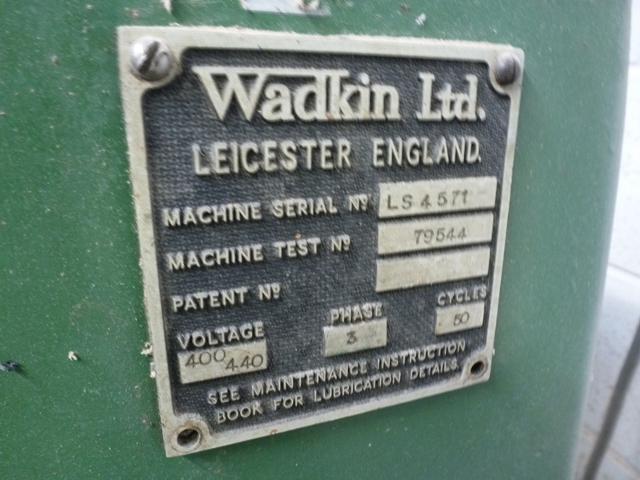 Wadkin Ltd.
LEICESTER ENGLAND.
MACHINE SERIAL Nº LS 4571
MACHINE TEST Nº 79544
PATENT Nº
VOLTAGE PHASE CYCLES
400 440 3 50
SEE MAINTENANCE INSTRUCTION
BOOK FOR LUBRICATION DETAILS.